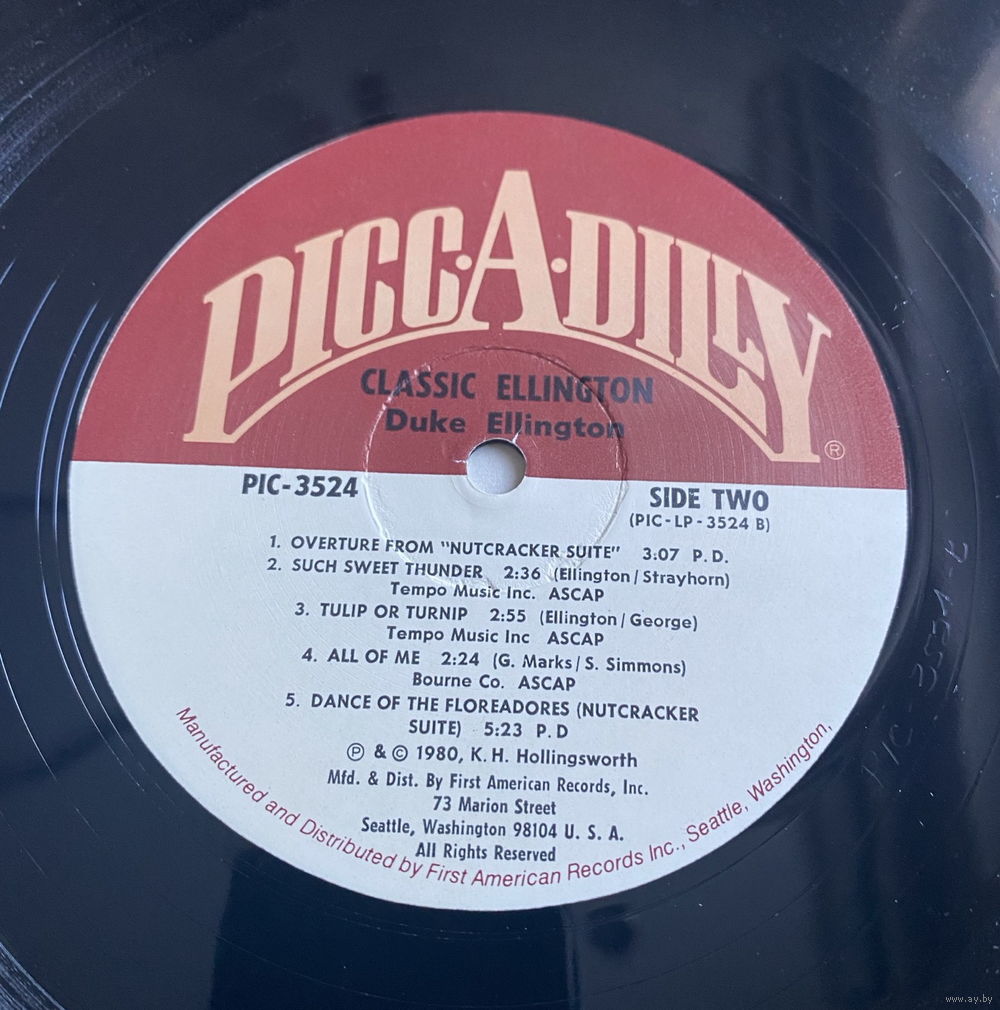 PICC·A·DILLY
®
CLASSIC ELLINGTON
Duke Ellington
PIC-3524
SIDE TWO
(PIC-LP-3524 B)
1. OVERTURE FROM "NUTCRACKER SUITE" 3:07 P.D.
2. SUCH SWEET THUNDER 2:36 (Ellington/Strayhorn)
Tempo Music Inc. ASCAP
3. TULIP OR TURNIP 2:55 (Ellington/George)
Tempo Music Inc ASCAP
4. ALL OF ME 2:24 (G. Marks/S. Simmons)
Bourne Co. ASCAP
5. DANCE OF THE FLOREADORES (NUTCRACKER
SUITE) 5:23 P.D
℗ & © 1980, K.H. Hollingsworth
Mfd. & Dist. By First American Records, Inc.
73 Marion Street
Seattle, Washington 98104 U. S. A.
All Rights Reserved
Manufactured and Distributed by First American Records Inc., Seattle, Washington,
www.ay.by